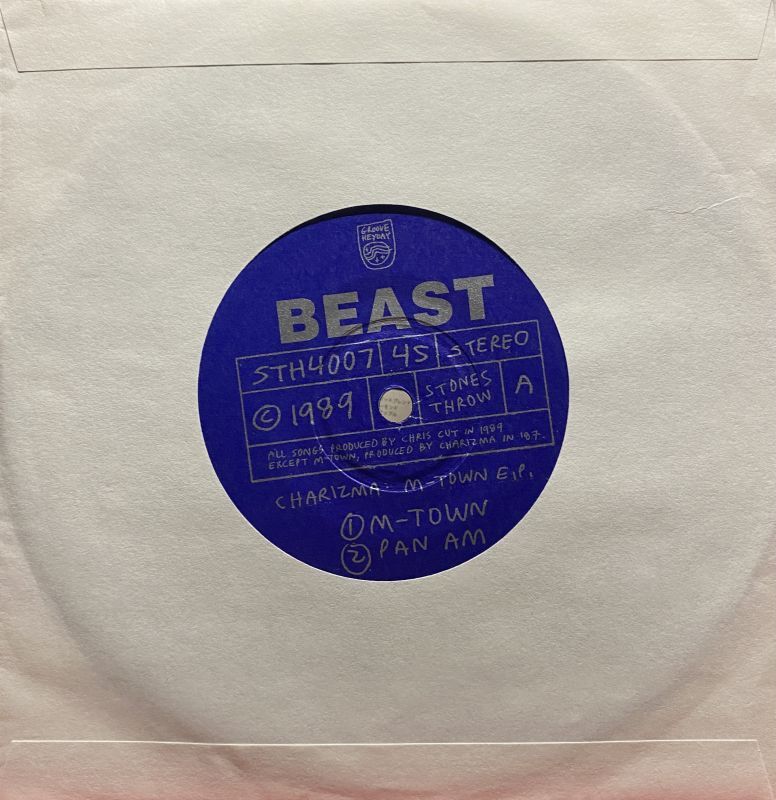 GROOVE
HEYDAY
BEAST
STH4007 45 STEREO
© 1989 STONES THROW A
ALL SONGS PRODUCED BY CHRIS CUT IN 1989
EXCEPT M-TOWN, PRODUCED BY CHARIZMA IN 187.
CHARIZMA M-TOWN E.P.
① M-TOWN
② PAN AM